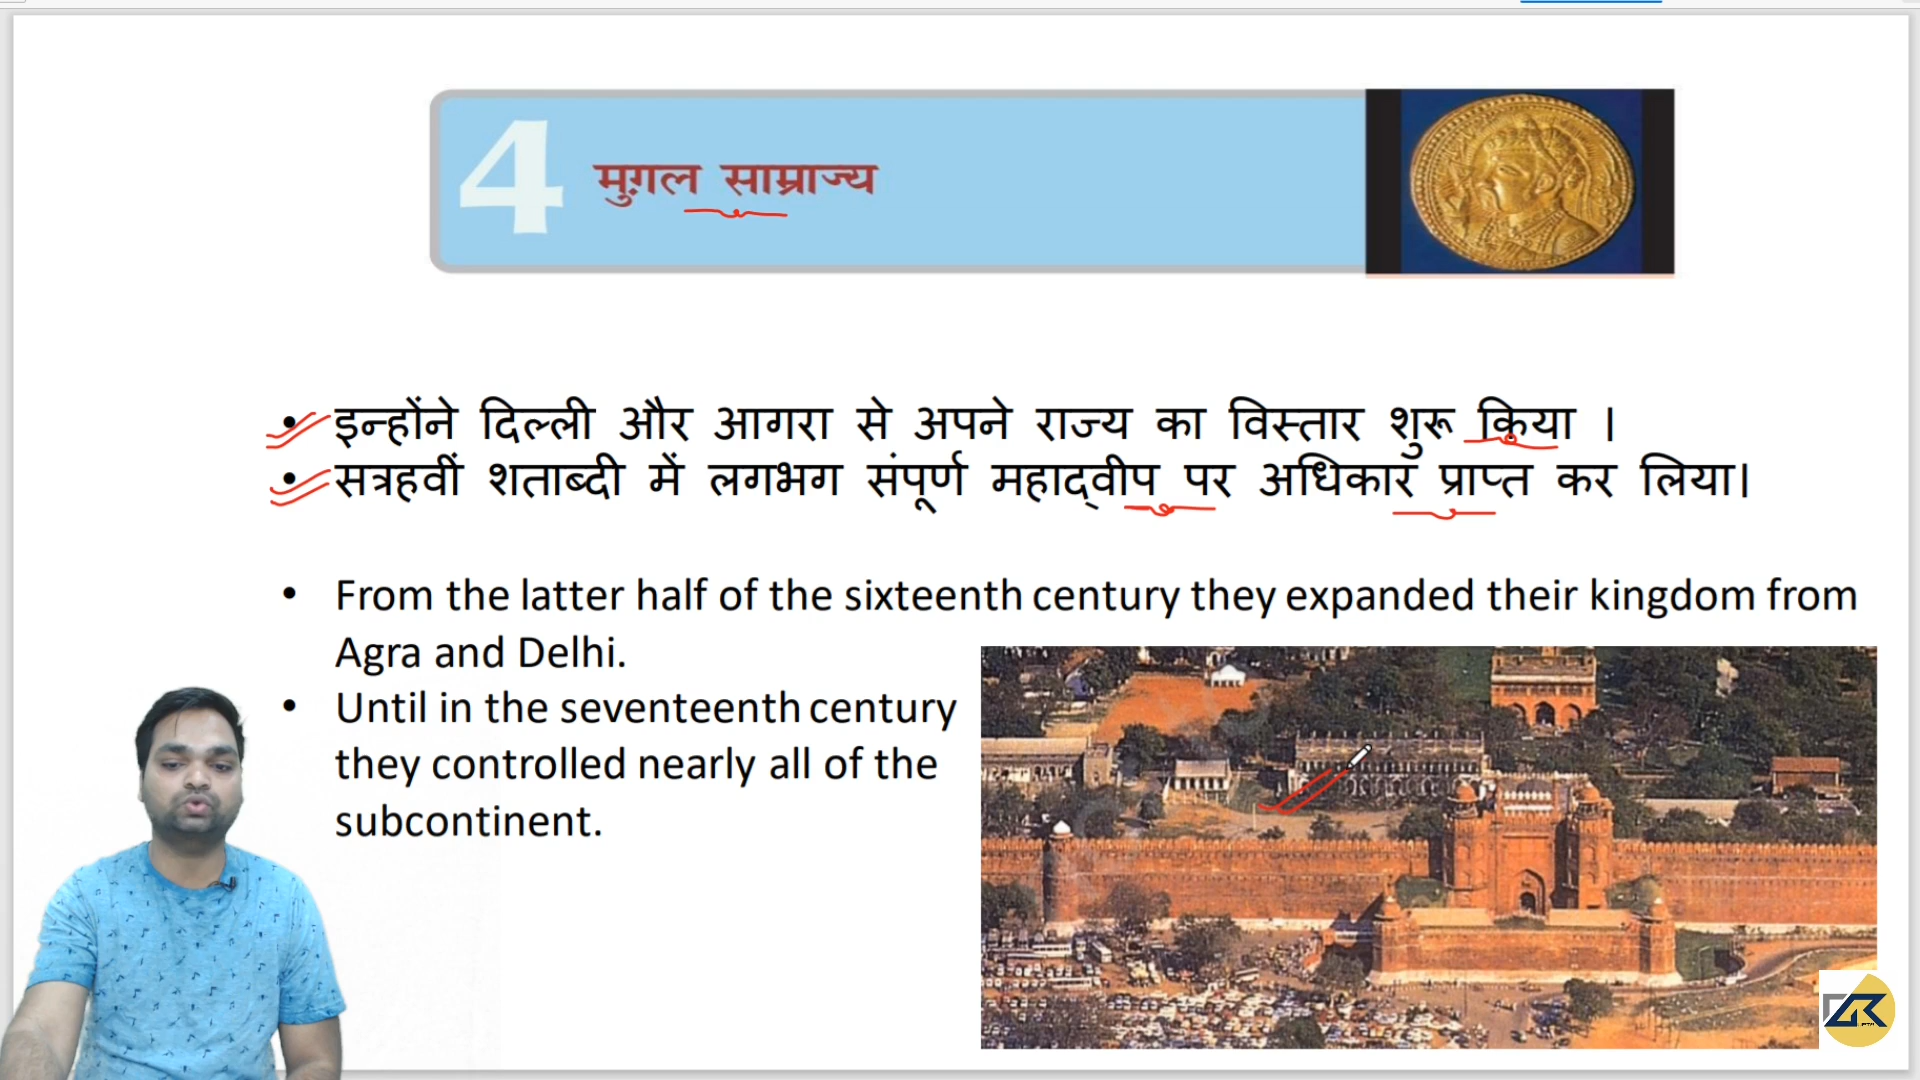 4 मुग़ल साम्राज्य
• इन्होंने दिल्ली और आगरा से अपने राज्य का विस्तार शुरू किया ।
• सत्रहवीं शताब्दी में लगभग संपूर्ण महाद्वीप पर अधिकार प्राप्त कर लिया।
• From the latter half of the sixteenth century they expanded their kingdom from
Agra and Delhi.
• Until in the seventeenth century
they controlled nearly all of the
subcontinent.